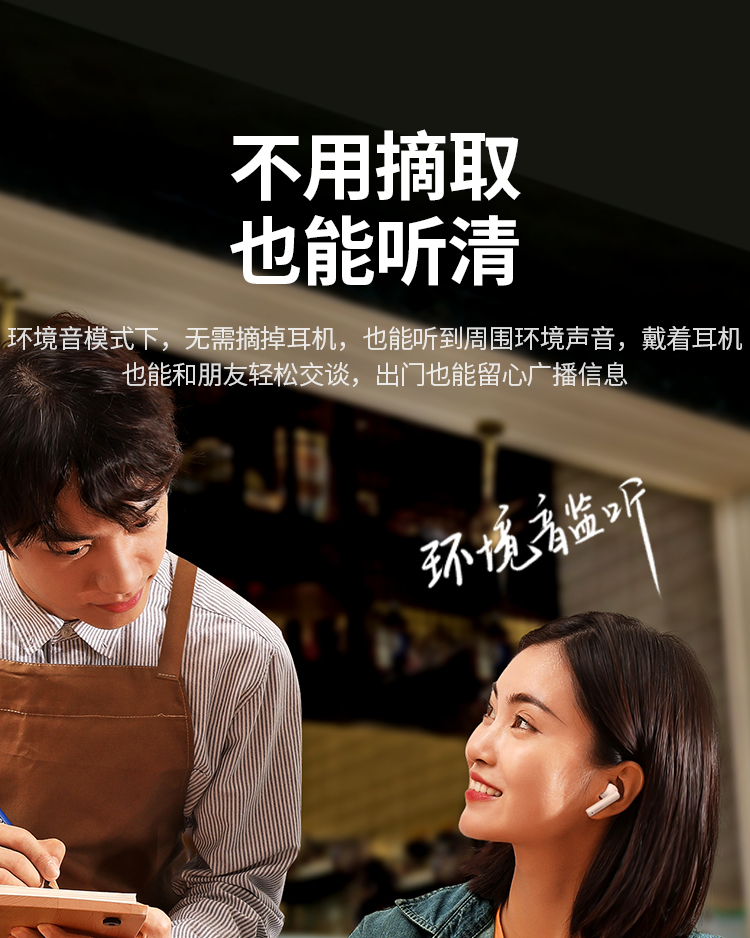 不用摘取
也能听清
环境音模式下，无需摘掉耳机，也能听到周围环境声音，戴着耳机
也能和朋友轻松交谈，出门也能留心广播信息
环境音监听